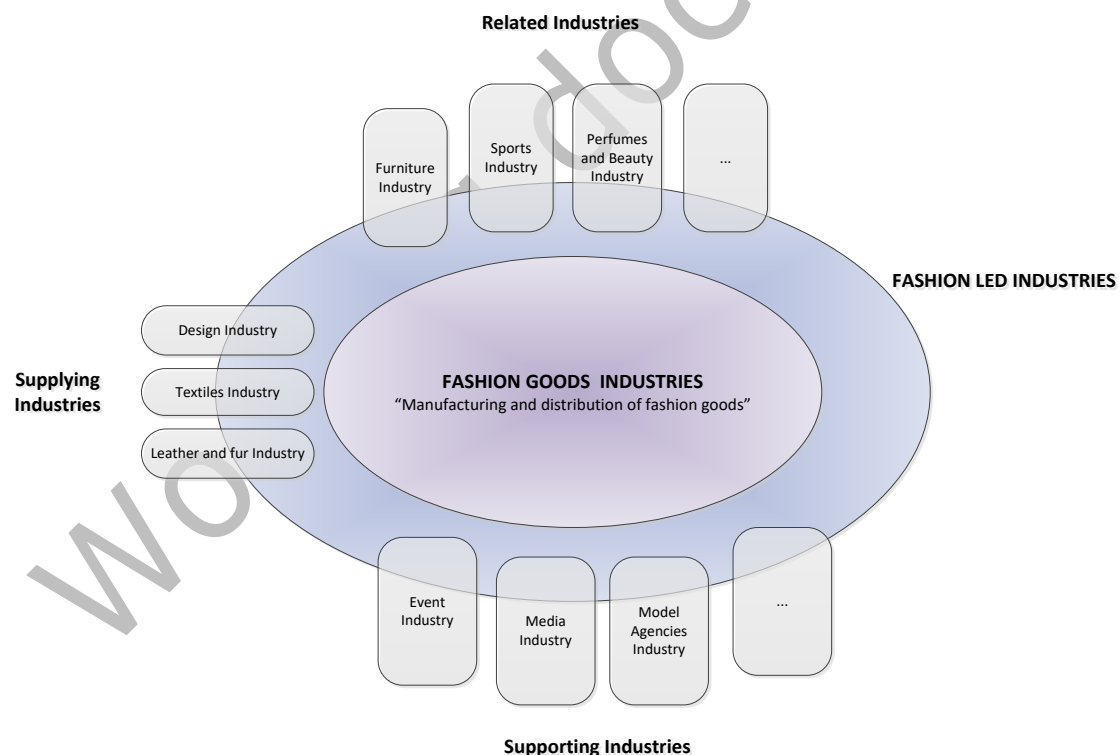 Related Industries
Furniture
Industry
Sports
Industry
Perfumes
and Beauty
Industry
...
FASHION LED INDUSTRIES
Design Industry
Textiles Industry
Leather and fur Industry
Supplying
Industries
FASHION GOODS  INDUSTRIES
“Manufacturing and distribution of fashion goods”
Event
Industry
Media
Industry
Model
Agencies
Industry
...
Supporting Industries